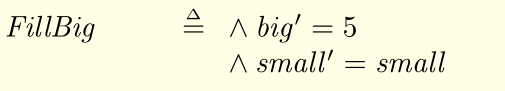 FillBig ≜ ∧ big′ = 5
∧ small′ = small